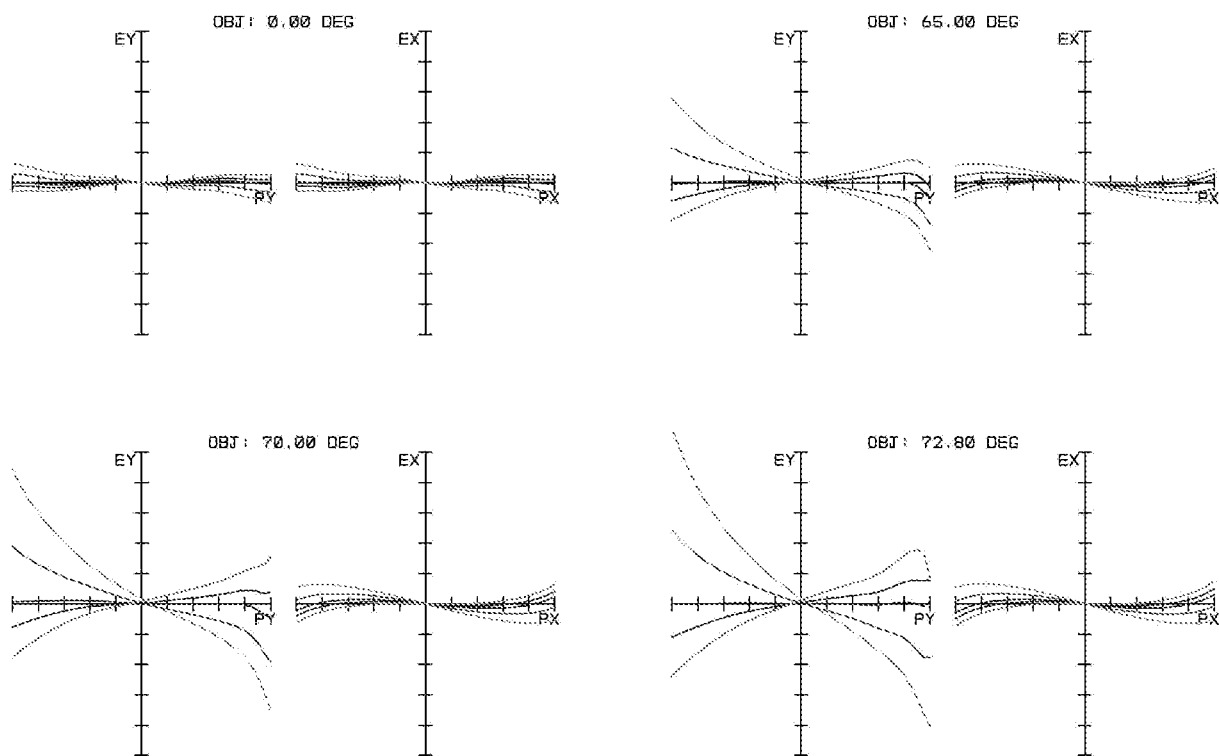 OBJ: 0.00 DEG
EY
EX
PY
PX
OBJ: 65.00 DEG
EY
EX
PY
PX
OBJ: 70.00 DEG
EY
EX
PY
PX
OBJ: 72.80 DEG
EY
EX
PY
PX